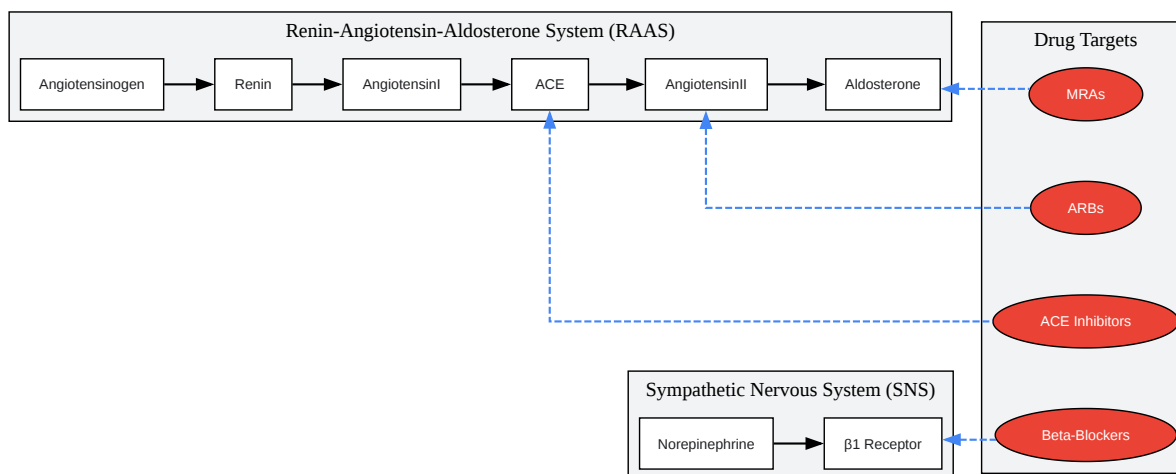 Renin-Angiotensin-Aldosterone System (RAAS)
Angiotensinogen
Renin
AngiotensinI
ACE
AngiotensinII
Aldosterone
Drug Targets
MRAs
ARBs
ACE Inhibitors
Beta-Blockers
Sympathetic Nervous System (SNS)
Norepinephrine
β1 Receptor